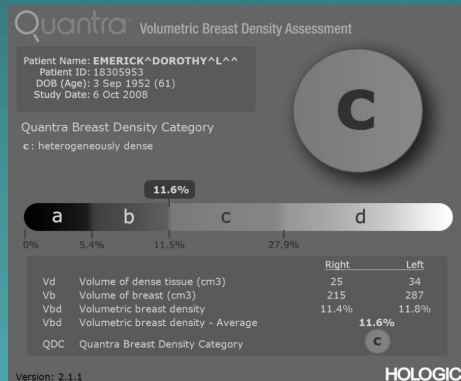 Quantra™ Volumetric Breast Density Assessment
Patient Name: EMERICK^DOROTHY^L^^
Patient ID: 18305953
DOB (Age): 3 Sep 1952 (61)
Study Date: 6 Oct 2008
c
Quantra Breast Density Category
c: heterogeneously dense
11.6%
a b c d
0% 5.4% 11.5% 27.9%
Right Left
Vd Volume of dense tissue (cm3) 25 34
Vb Volume of breast (cm3) 215 287
Vbd Volumetric breast density 11.4% 11.8%
Vbd Volumetric breast density - Average 11.6%
QDC Quantra Breast Density Category c
Version: 2.1.1
HOLOGIC